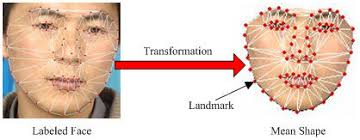 Transformation
Landmark
Labeled Face
Mean Shape